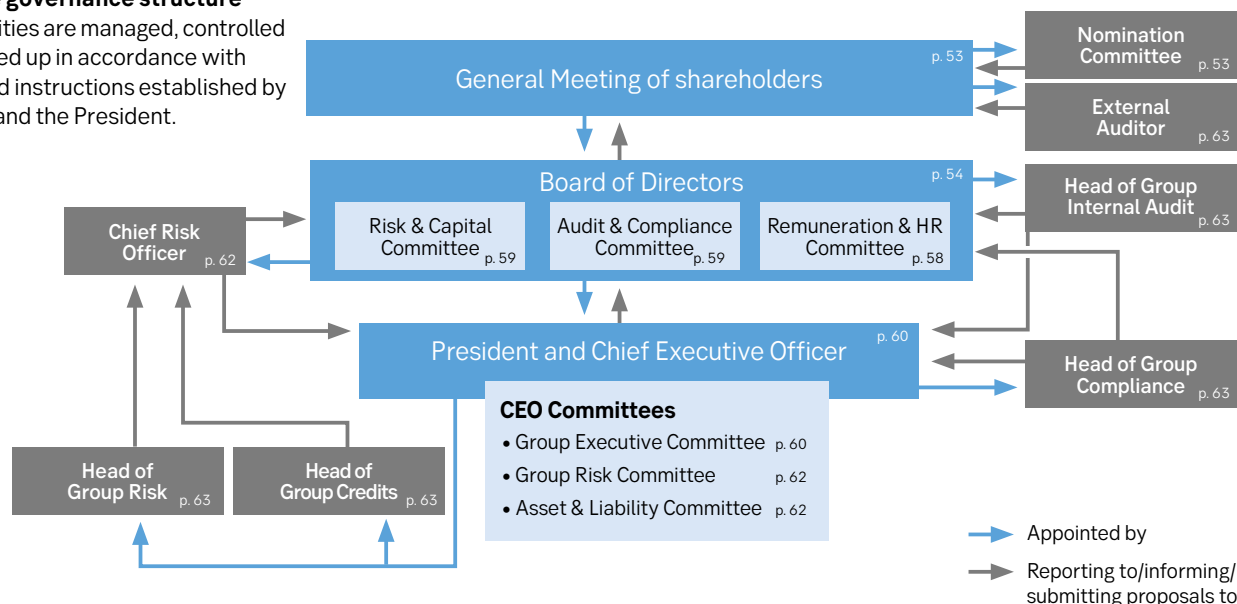 governance structure
ities are managed, controlled
ed up in accordance with
d instructions established by
and the President.
General Meeting of shareholders
p. 53
Nomination
Committee
p. 53
External
Auditor
p. 63
Board of Directors
p. 54
Risk & Capital
Committee
p. 59
Audit & Compliance
Committee
p. 59
Remuneration & HR
Committee
p. 58
Head of Group
Internal Audit
p. 63
Chief Risk
Officer
p. 62
President and Chief Executive Officer
p. 60
Head of Group
Compliance
p. 63
CEO Committees
• Group Executive Committee p. 60
• Group Risk Committee p. 62
• Asset & Liability Committee p. 62
Head of
Group Risk
p. 63
Head of
Group Credits
p. 63
Appointed by
Reporting to/informing/
submitting proposals to